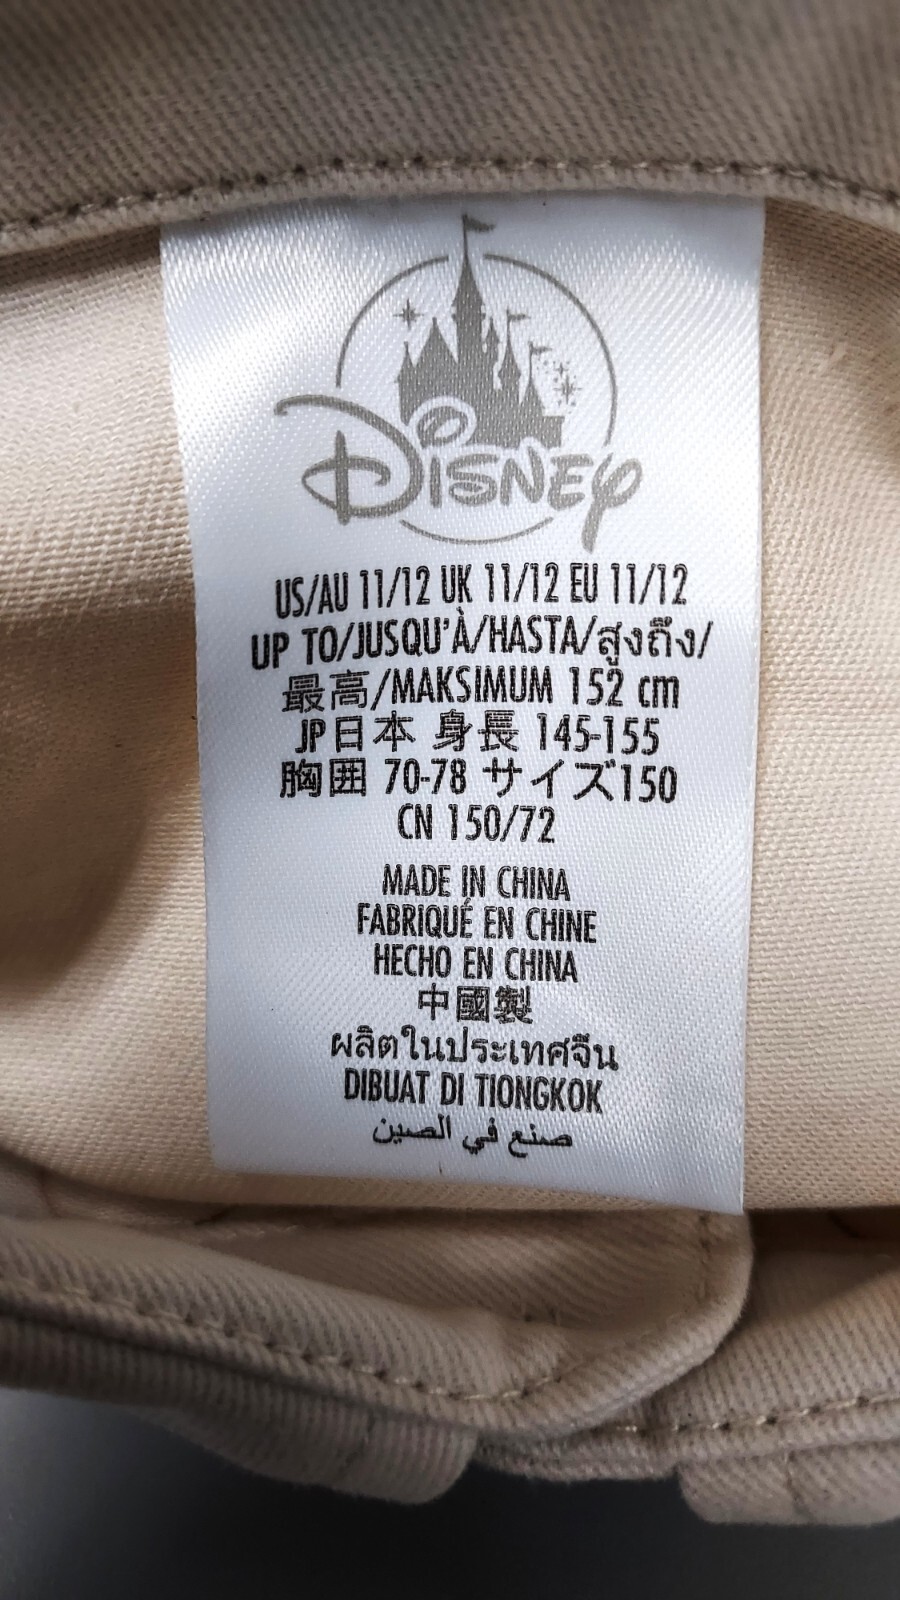 Disney
US/AU 11/12 UK 11/12 EU 11/12
UP TO/JUSQU'À/HASTA/สูงถึง/
最高/MAKSIMUM 152 cm
JP日本 身長 145-155
胸囲 70-78 サイズ150
CN 150/72
MADE IN CHINA
FABRIQUÉ EN CHINE
HECHO EN CHINA
中國製
ผลิตในประเทศจีน
DIBUAT DI TIONGKOK
صنع في الصين